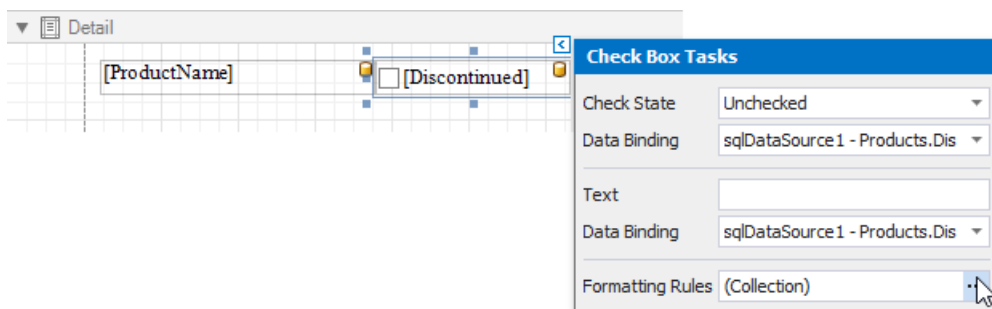 Detail
[ProductName]
[Discontinued]
Check Box Tasks
Check State Unchecked
Data Binding sqlDataSource1 - Products.Dis
Text
Data Binding sqlDataSource1 - Products.Dis
Formatting Rules (Collection)